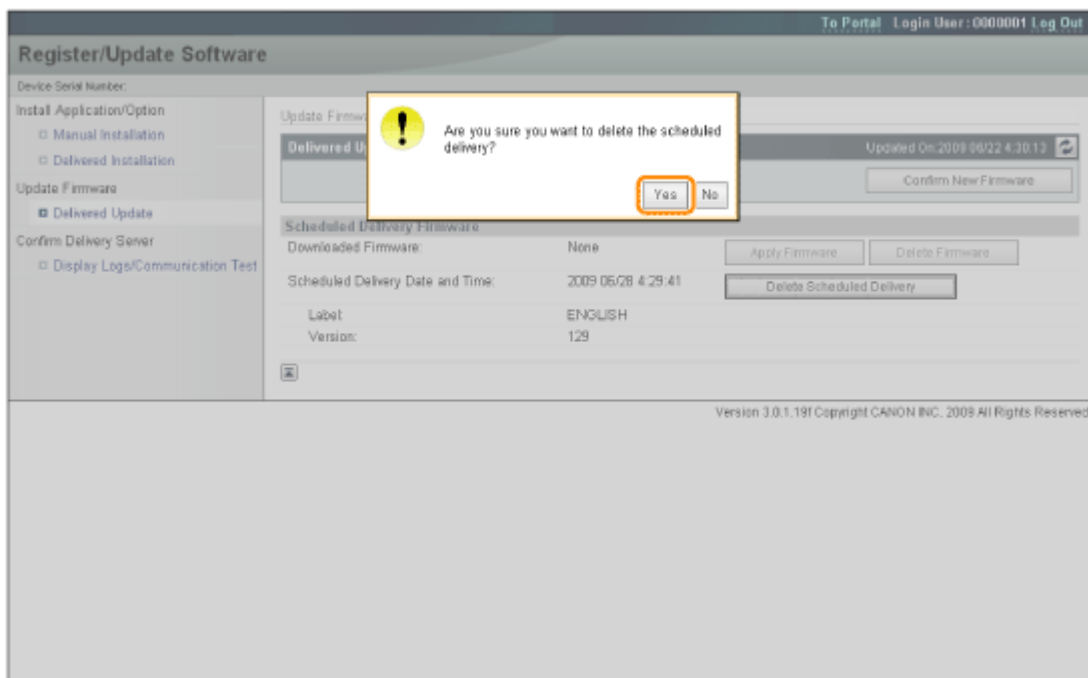 To Portal Login User : 0000001 Log Out
Register/Update Software
Device Serial Number:
Install Application/Option
Manual Installation
Delivered Installation
Update Firmware
Delivered Update
Confirm Delivery Server
Display Logs/Communication Test
Update Firmw
Delivered U
Updated On:2009 06/22 4:30:13
Confirm New Firmware
Are you sure you want to delete the scheduled
delivery?
Yes No
Scheduled Delivery Firmware
Downloaded Firmware: None Apply Firmware Delete Firmware
Scheduled Delivery Date and Time: 2009 06/28 4:29:41 Delete Scheduled Delivery
Label: ENGLISH
Version: 129
Version 3.0.1.19f Copyright CANON INC. 2009 All Rights Reserved